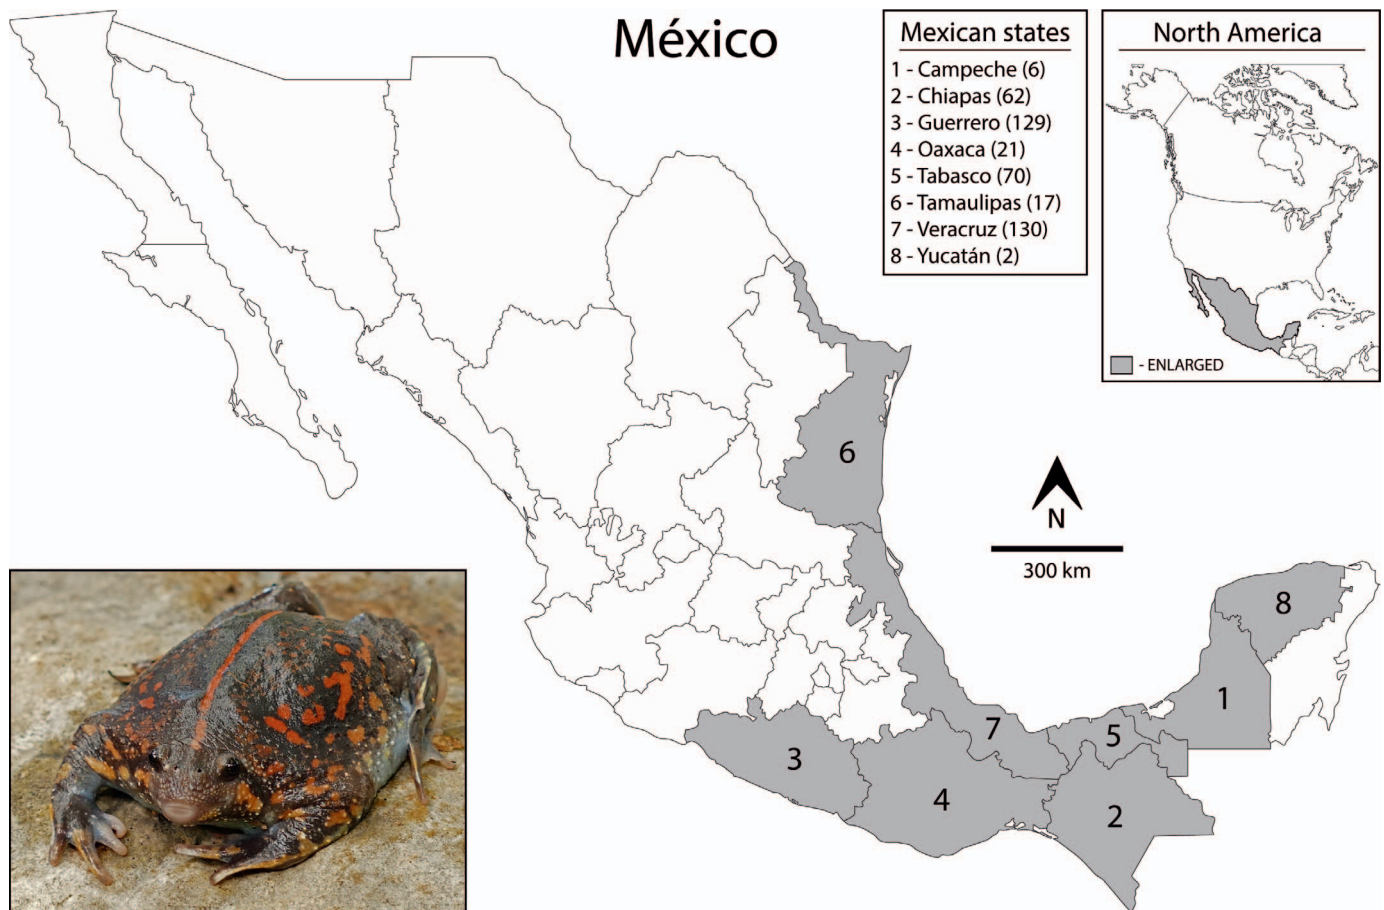 México
Mexican states
1 - Campeche (6)
2 - Chiapas (62)
3 - Guerrero (129)
4 - Oaxaca (21)
5 - Tabasco (70)
6 - Tamaulipas (17)
7 - Veracruz (130)
8 - Yucatán (2)
North America
- ENLARGED
6
N
300 km
8
1
7
5
3
4
2